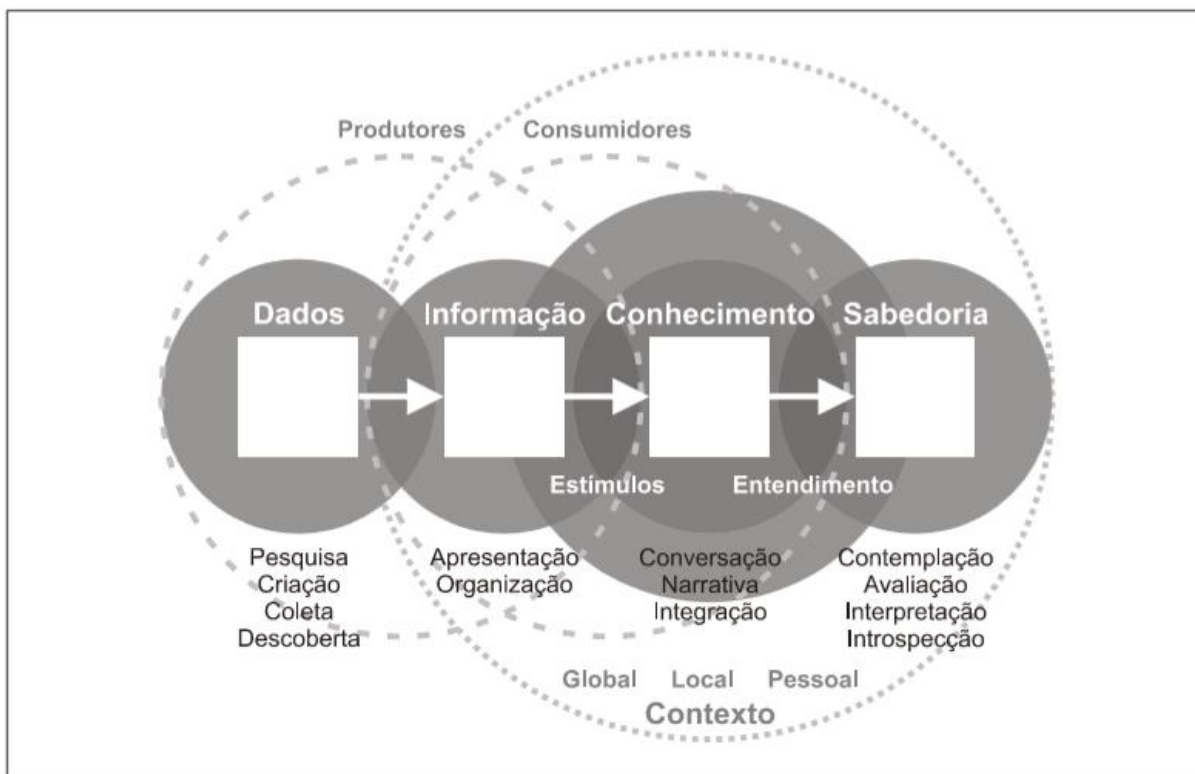 Produtores Consumidores
Dados Informação Conhecimento Sabedoria
Estímulos Entendimento
Pesquisa
Criação
Coleta
Descoberta
Apresentação
Organização
Conversação
Narrativa
Integração
Contemplação
Avaliação
Interpretação
Introspecção
Global Local Pessoal
Contexto